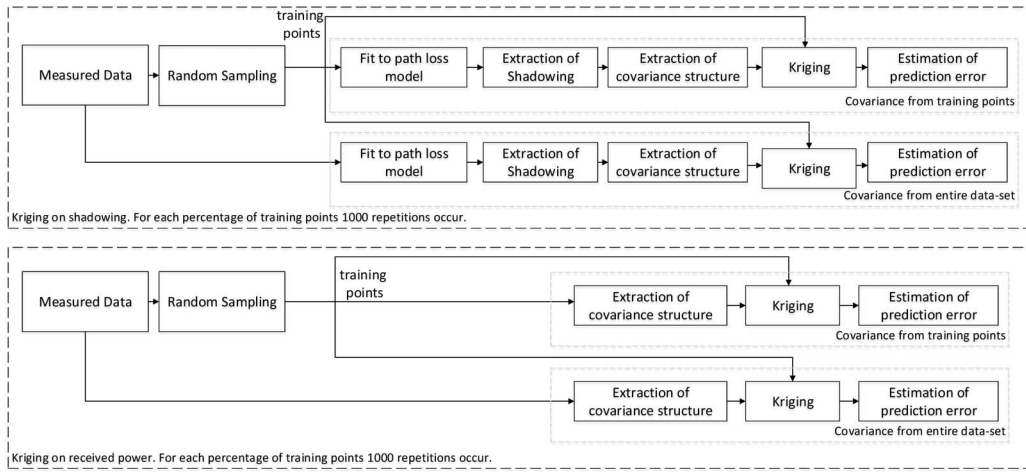 training
points
Measured Data
Random Sampling
Fit to path loss
model
Extraction of
Shadowing
Extraction of
covariance structure
Kriging
Estimation of
prediction error
Covariance from training points
Fit to path loss
model
Extraction of
Shadowing
Extraction of
covariance structure
Kriging
Estimation of
prediction error
Covariance from entire data-set
Kriging on shadowing. For each percentage of training points 1000 repetitions occur.
training
points
Measured Data
Random Sampling
Extraction of
covariance structure
Kriging
Estimation of
prediction error
Covariance from training points
Extraction of
covariance structure
Kriging
Estimation of
prediction error
Covariance from entire data-set
Kriging on received power. For each percentage of training points 1000 repetitions occur.